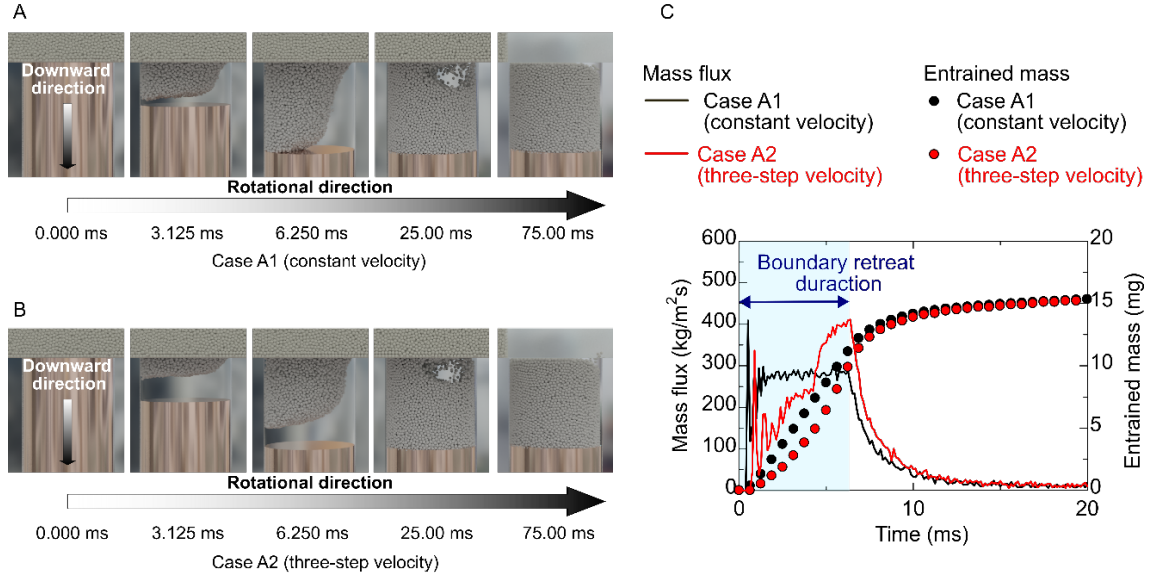 A
Downward
direction
Rotational direction
0.000 ms
3.125 ms
6.250 ms
25.00 ms
75.00 ms
Case A1 (constant velocity)
B
Downward
direction
Rotational direction
0.000 ms
3.125 ms
6.250 ms
25.00 ms
75.00 ms
Case A2 (three-step velocity)
C
Mass flux
Case A1
(constant velocity)
Case A2
(three-step velocity)
Entrained mass
Case A1
(constant velocity)
Case A2
(three-step velocity)
Boundary retreat
duraction
Mass flux (kg/m²s)
600
500
400
300
200
100
0
Entrained mass (mg)
20
15
10
5
0
0
10
20
Time (ms)